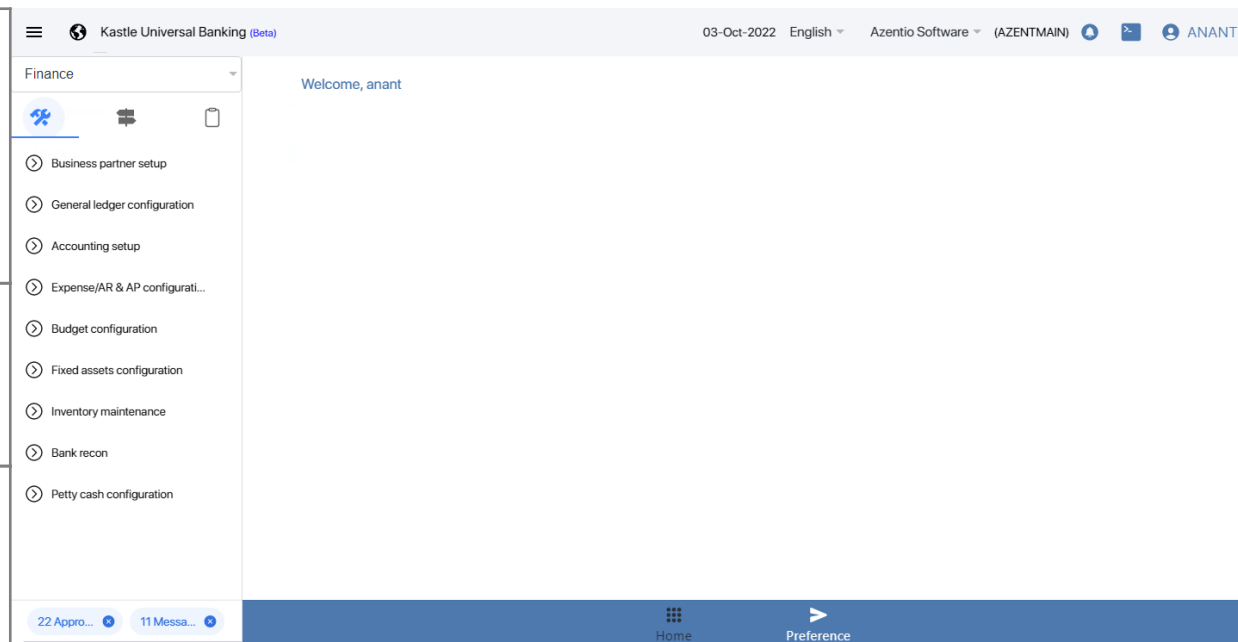 Kastle Universal Banking (Beta)
03-Oct-2022 English Azentio Software (AZENTMAIN) ANANT
Finance
Welcome, anant
Business partner setup
General ledger configuration
Accounting setup
Expense/AR & AP configurati...
Budget configuration
Fixed assets configuration
Inventory maintenance
Bank recon
Petty cash configuration
22 Appro... 11 Messa...
Home Preference